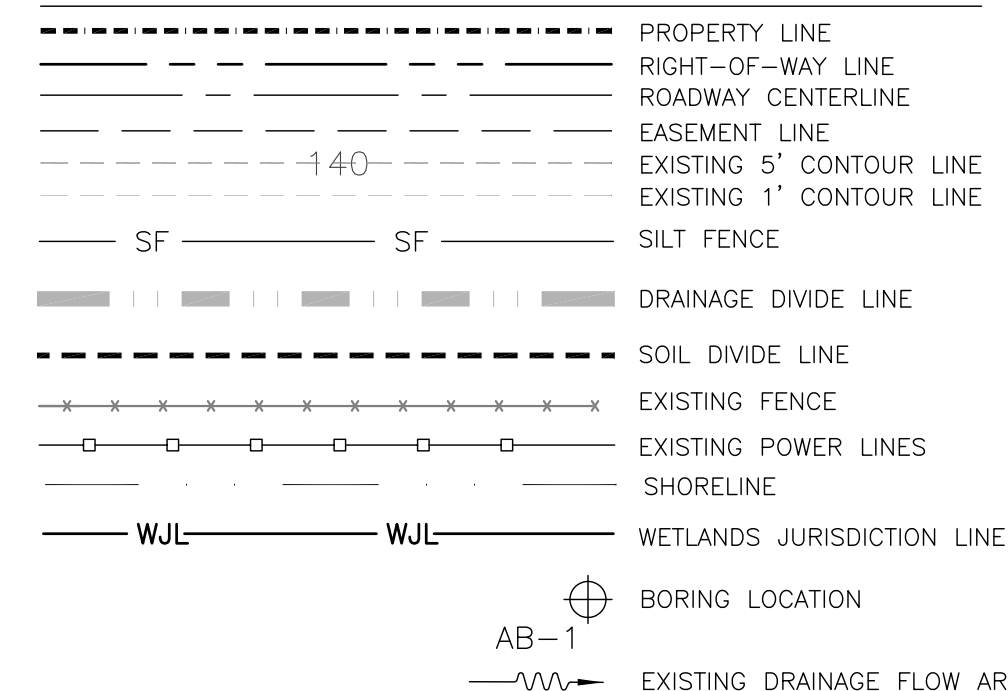 PROPERTY LINE
RIGHT-OF-WAY LINE
ROADWAY CENTERLINE
EASEMENT LINE
140 EXISTING 5' CONTOUR LINE
EXISTING 1' CONTOUR LINE
SF SF SILT FENCE
DRAINAGE DIVIDE LINE
SOIL DIVIDE LINE
EXISTING FENCE
EXISTING POWER LINES
SHORELINE
WJL WJL WETLANDS JURISDICTION LINE
BORING LOCATION
AB-1
EXISTING DRAINAGE FLOW AR